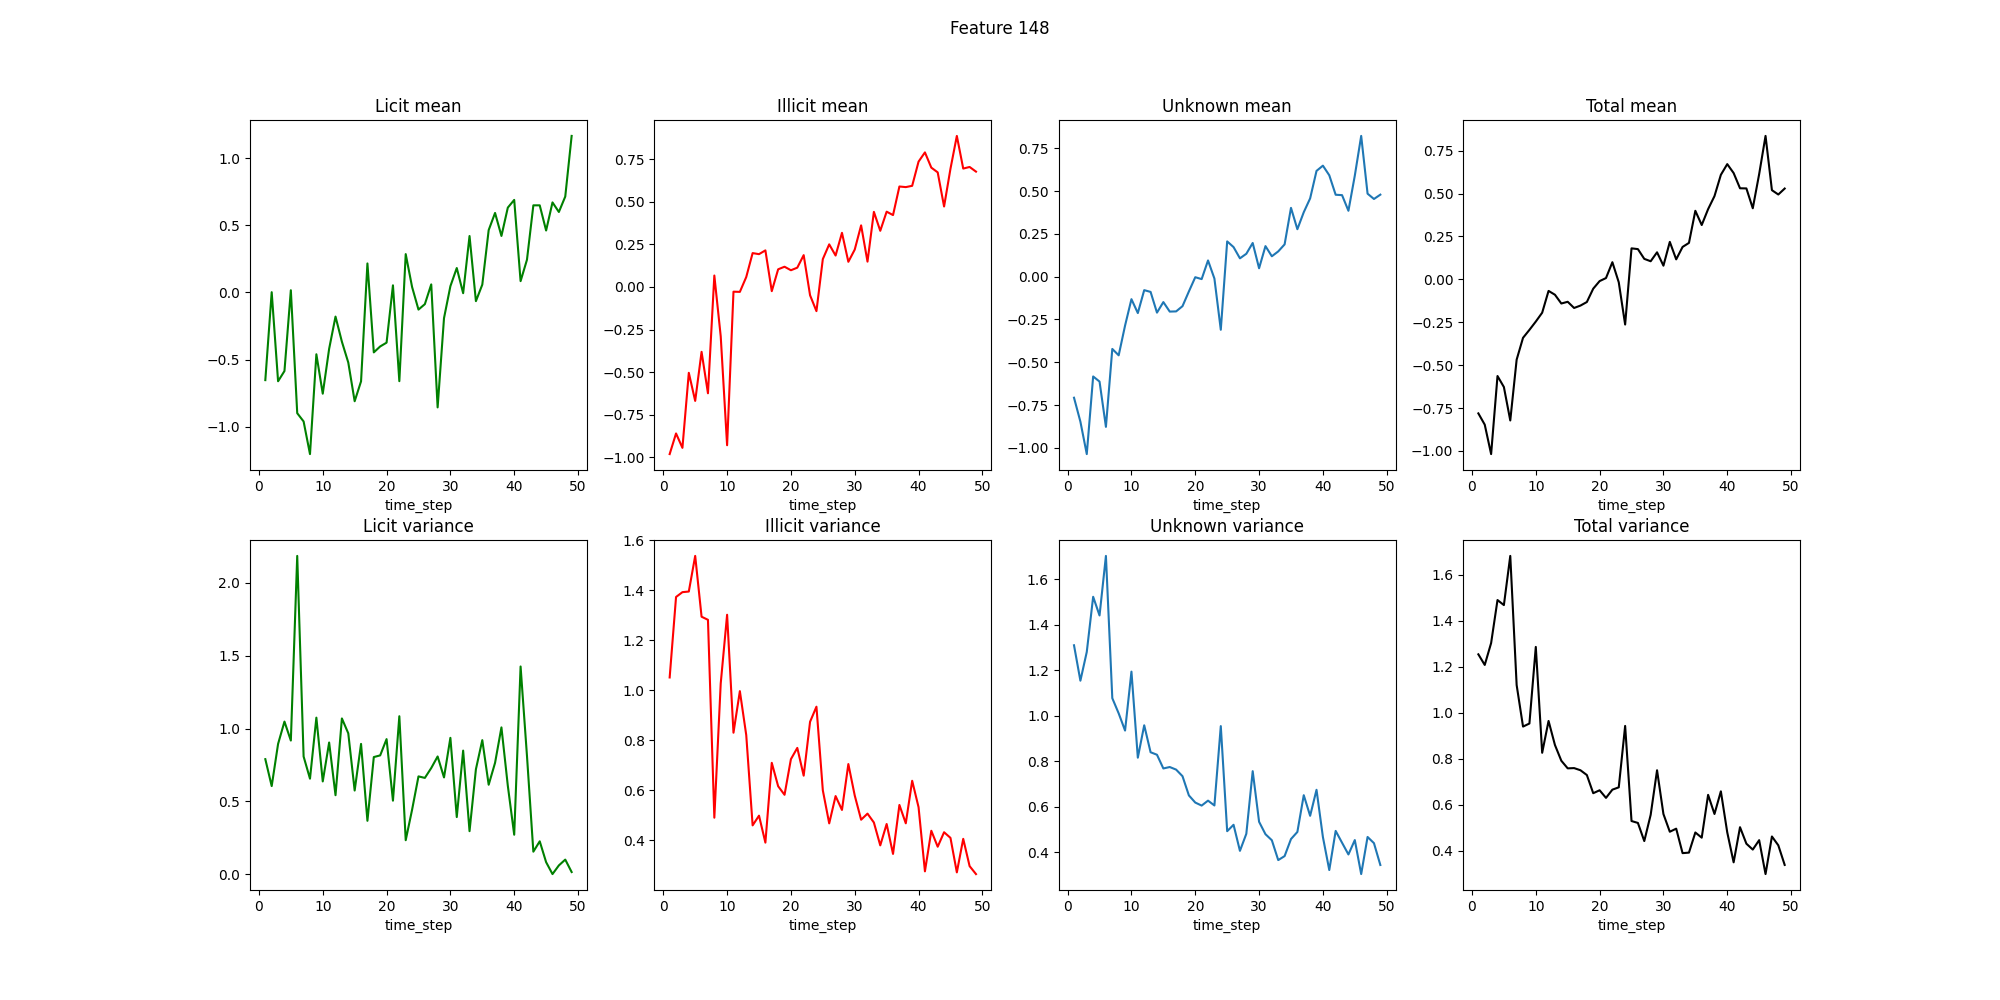 Feature 148
Licit mean
Illicit mean
Unknown mean
Total mean
1.0
0.5
0.0
−0.5
−1.0
0.75
0.50
0.25
0.00
−0.25
−0.50
−0.75
−1.00
0.75
0.50
0.25
0.00
−0.25
−0.50
−0.75
−1.00
0.75
0.50
0.25
0.00
−0.25
−0.50
−0.75
−1.00
0 10 20 30 40 50
0 10 20 30 40 50
0 10 20 30 40 50
0 10 20 30 40 50
time_step
time_step
time_step
time_step
Licit variance
Illicit variance
Unknown variance
Total variance
2.0
1.5
1.0
0.5
0.0
1.6
1.4
1.2
1.0
0.8
0.6
0.4
1.6
1.4
1.2
1.0
0.8
0.6
0.4
1.6
1.4
1.2
1.0
0.8
0.6
0.4
0 10 20 30 40 50
0 10 20 30 40 50
0 10 20 30 40 50
0 10 20 30 40 50
time_step
time_step
time_step
time_step